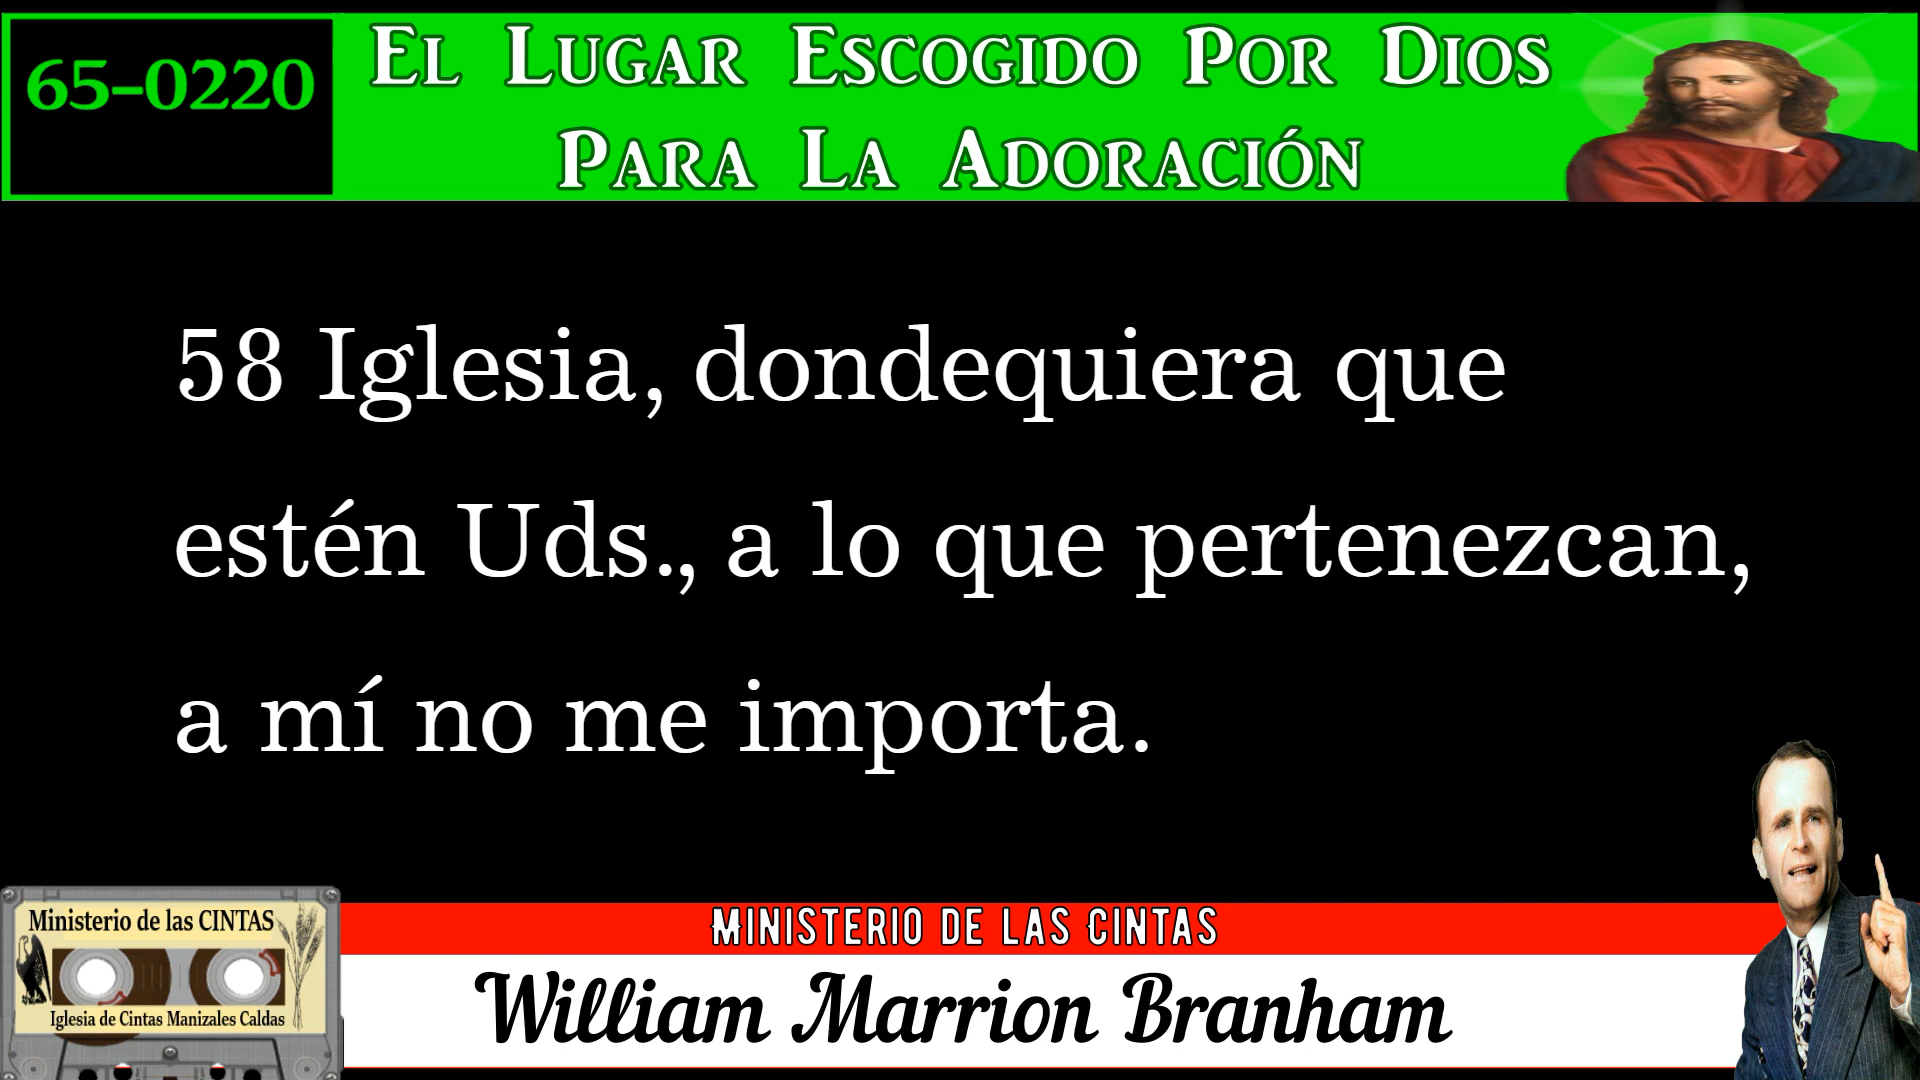 65-0220
El Lugar Escogido Por Dios
Para La Adoración
58 Iglesia, dondequiera que
estén Uds., a lo que pertenezcan,
a mí no me importa.
Ministerio de las CINTAS
Iglesia de Cintas Manizales Caldas
MINISTERIO DE LAS CINTAS
William Marrion Branham